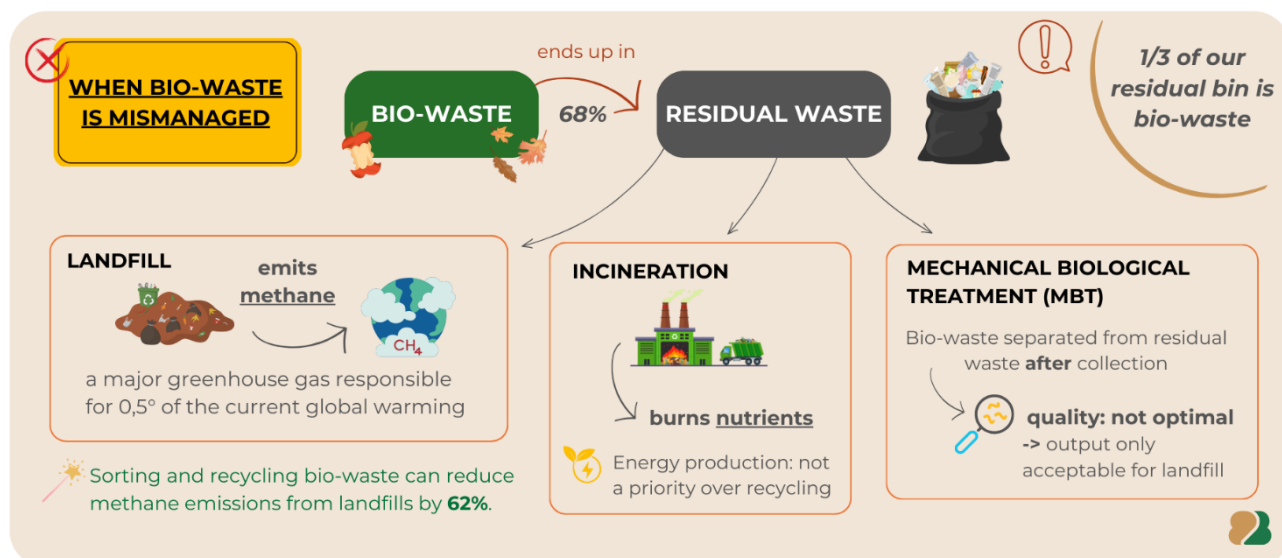 WHEN BIO-WASTE
IS MISMANAGED
BIO-WASTE
ends up in
68%
RESIDUAL WASTE
1/3 of our
residual bin is
bio-waste
LANDFILL
emits
methane
CH4
a major greenhouse gas responsible
for 0,5° of the current global warming
Sorting and recycling bio-waste can reduce
methane emissions from landfills by 62%.
INCINERATION
burns nutrients
Energy production: not
a priority over recycling
MECHANICAL BIOLOGICAL
TREATMENT (MBT)
Bio-waste separated from residual
waste after collection
quality: not optimal
-> output only
acceptable for landfill